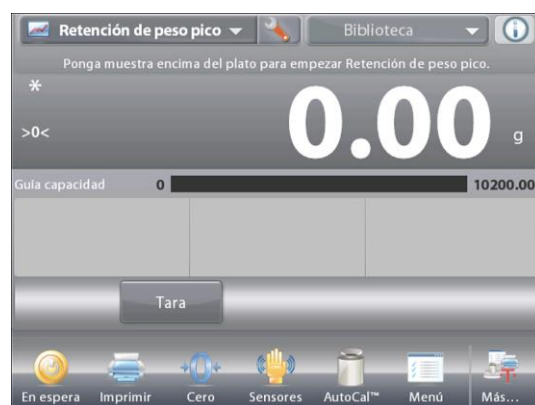 Retención de peso pico Biblioteca
Ponga muestra encima del plato para empezar Retención de peso pico.
*
>0<
0.00 g
Guía capacidad 0 10200.00
Tara
En espera Imprimir Cero Sensores AutoCal™ Menú Más...